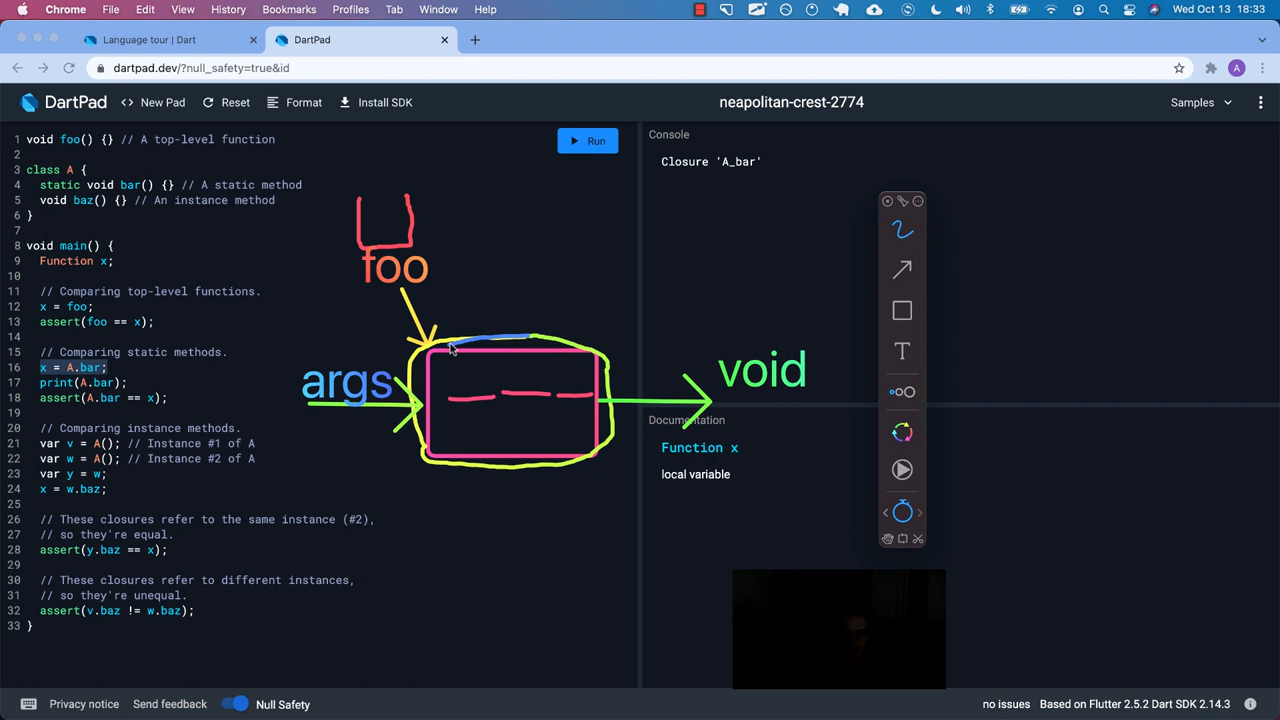 Chrome File Edit View History Bookmarks Profiles Tab Window Help Wed Oct 13 18:33
Language tour | Dart
DartPad
dartpad.dev/?null_safety=true&id
A
DartPad
<> New Pad
Reset
Format
Install SDK
neapolitan-crest-2774
Samples
1 void foo() {} // A top-level function
2
3 class A {
4 static void bar() {} // A static method
5 void baz() {} // An instance method
6 }
7
8 void main() {
9 Function x;
10
11 // Comparing top-level functions.
12 x = foo;
13 assert(foo == x);
14
15 // Comparing static methods.
16 x = A.bar;
17 print(A.bar);
18 assert(A.bar == x);
19
20 // Comparing instance methods.
21 var v = A(); // Instance #1 of A
22 var w = A(); // Instance #2 of A
23 var y = w;
24 x = w.baz;
25
26 // These closures refer to the same instance (#2),
27 // so they're equal.
28 assert(y.baz == x);
29
30 // These closures refer to different instances,
31 // so they're unequal.
32 assert(v.baz != w.baz);
33 }
Run
foo
args
void
Console
Closure 'A_bar'
Documentation
Function x
local variable
T
Privacy notice
Send feedback
Null Safety
no issues
Based on Flutter 2.5.2 Dart SDK 2.14.3